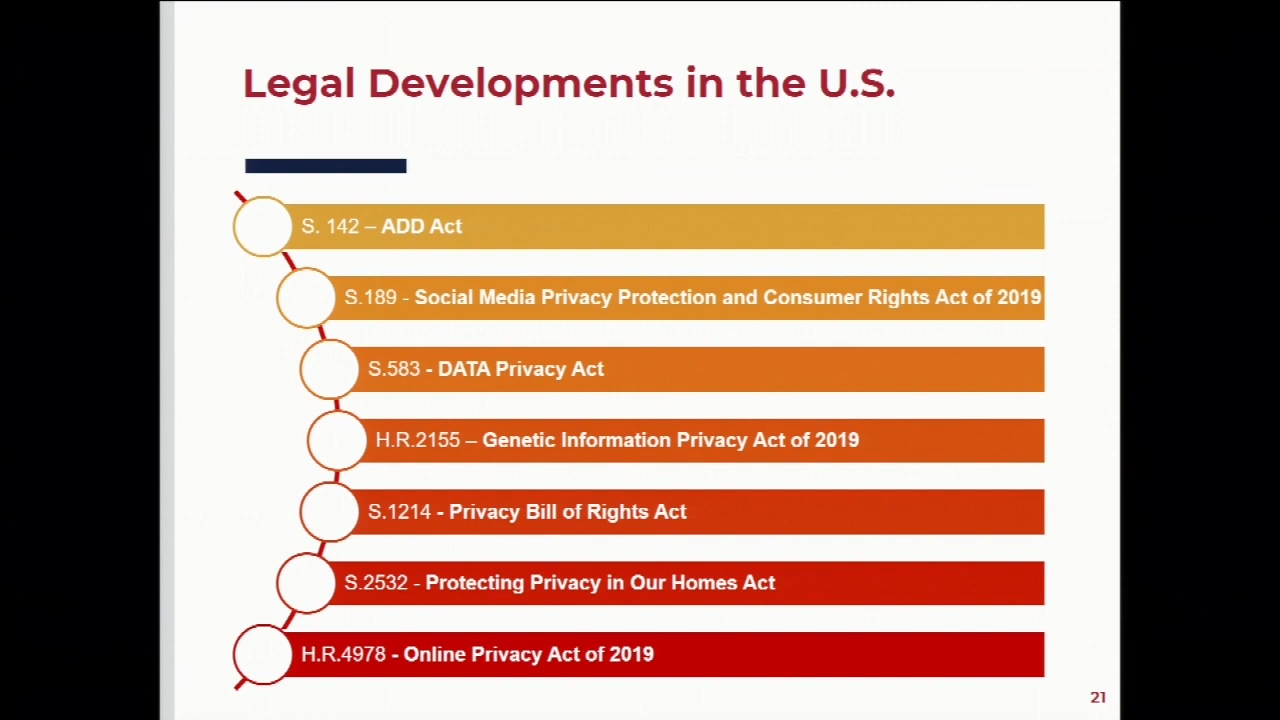 Legal Developments in the U.S.
S. 142 – ADD Act
S.189 - Social Media Privacy Protection and Consumer Rights Act of 2019
S.583 - DATA Privacy Act
H.R.2155 – Genetic Information Privacy Act of 2019
S.1214 - Privacy Bill of Rights Act
S.2532 - Protecting Privacy in Our Homes Act
H.R.4978 - Online Privacy Act of 2019
21